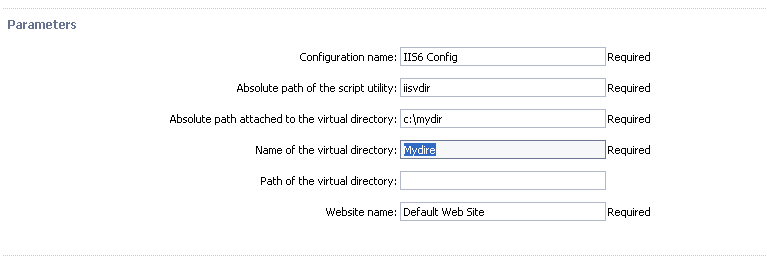 Parameters
Configuration name: IIS6 Config Required
Absolute path of the script utility: iisvdir Required
Absolute path attached to the virtual directory: c:\mydir Required
Name of the virtual directory: Mydire Required
Path of the virtual directory:
Website name: Default Web Site Required